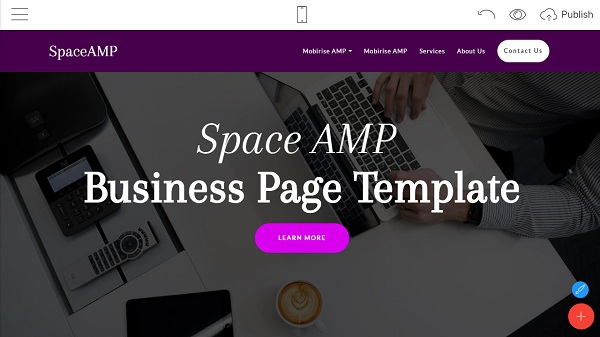 Publish
SpaceAMP
Mobirise AMP
Mobirise AMP
Services
About Us
Contact Us
Space AMP
Business Page Template
LEARN MORE